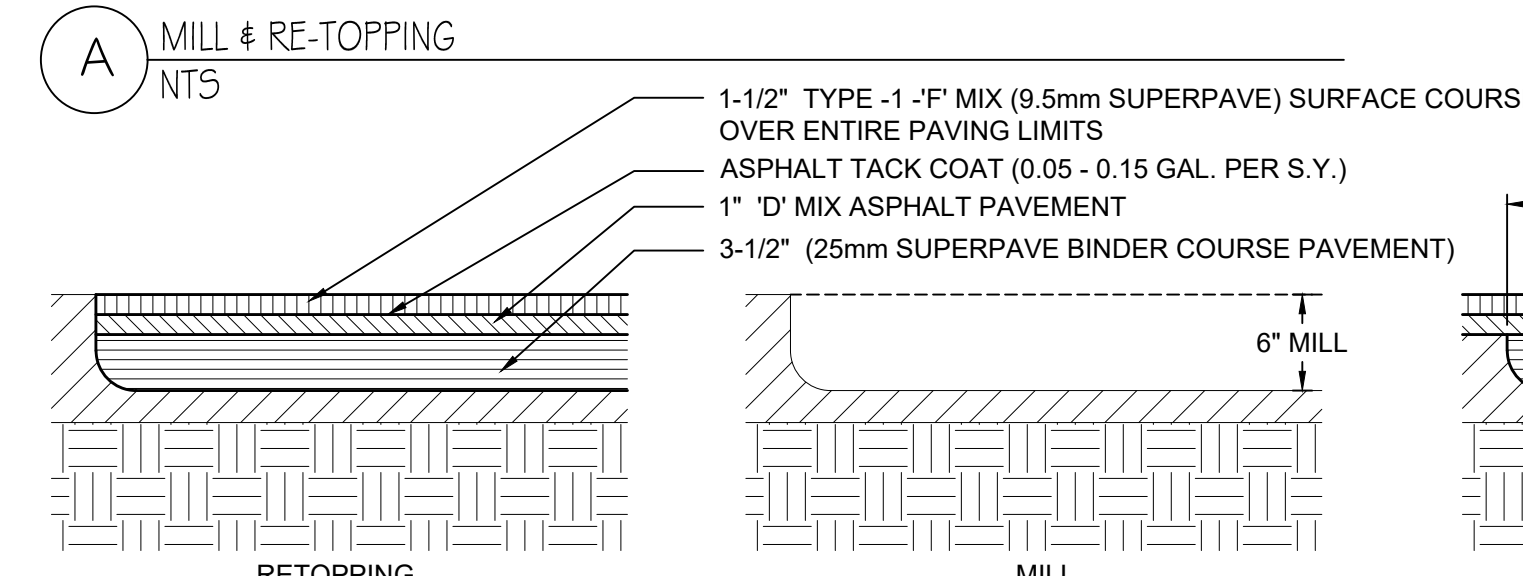 A
MILL & RE-TOPPING
NTS
1-1/2" TYPE -1 -'F' MIX (9.5mm SUPERPAVE) SURFACE COURS
OVER ENTIRE PAVING LIMITS
ASPHALT TACK COAT (0.05 - 0.15 GAL. PER S.Y.)
1" 'D' MIX ASPHALT PAVEMENT
3-1/2" (25mm SUPERPAVE BINDER COURSE PAVEMENT)
6" MILL
RETOPPING
MILL